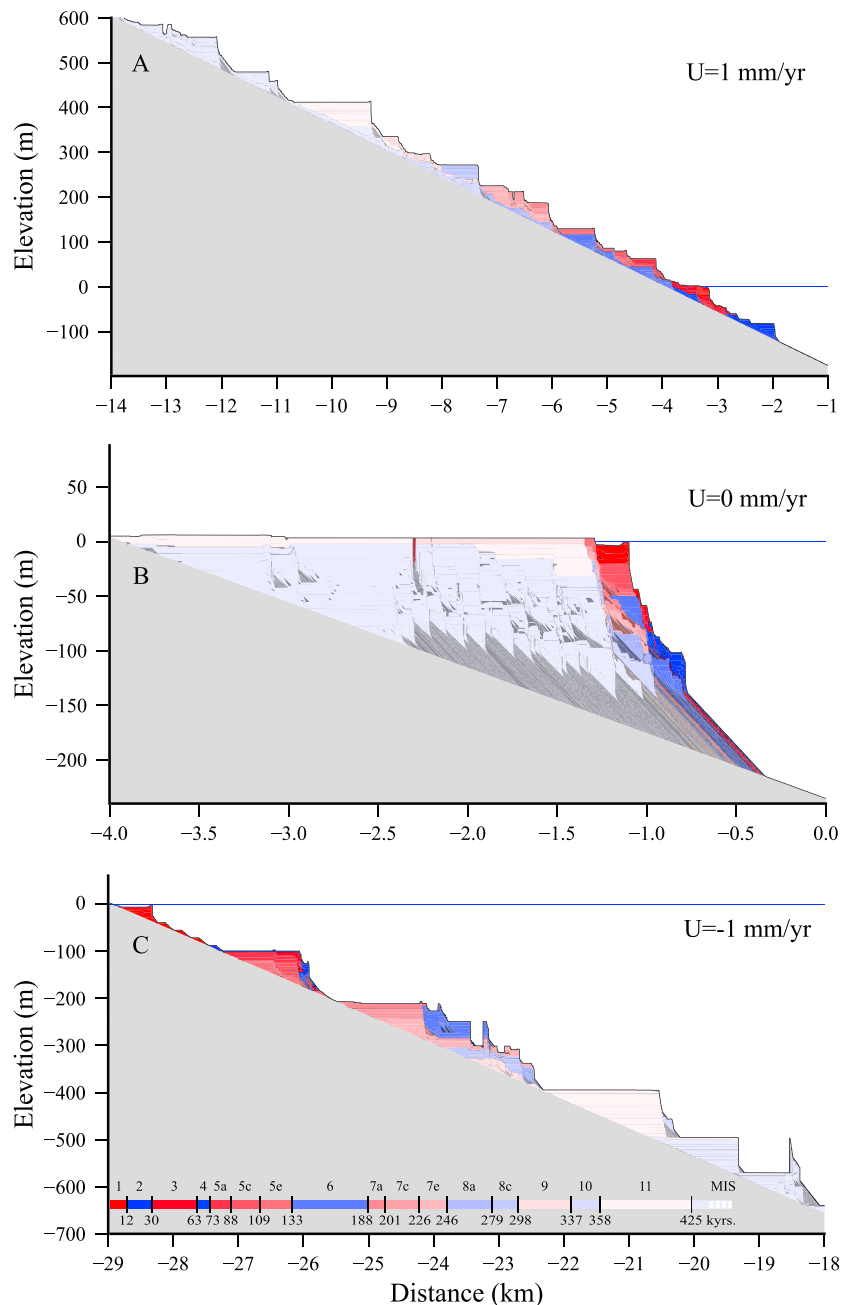 600
500
400
300
200
100
0
−100
Elevation (m)
A
U=1 mm/yr
−14 −13 −12 −11 −10 −9 −8 −7 −6 −5 −4 −3 −2 −1
50
0
−50
−100
−150
−200
Elevation (m)
B
U=0 mm/yr
−4.0 −3.5 −3.0 −2.5 −2.0 −1.5 −1.0 −0.5 0.0
0
−100
−200
−300
−400
−500
−600
−700
Elevation (m)
C
U=-1 mm/yr
1 2 3 4 5a 5c 5e 6 7a 7c 7e 8a 8c 9 10 11 MIS
12 30 63 73 88 109 133 188 201 226 246 279 298 337 358 425 kyrs.
−29 −28 −27 −26 −25 −24 −23 −22 −21 −20 −19 −18
Distance (km)